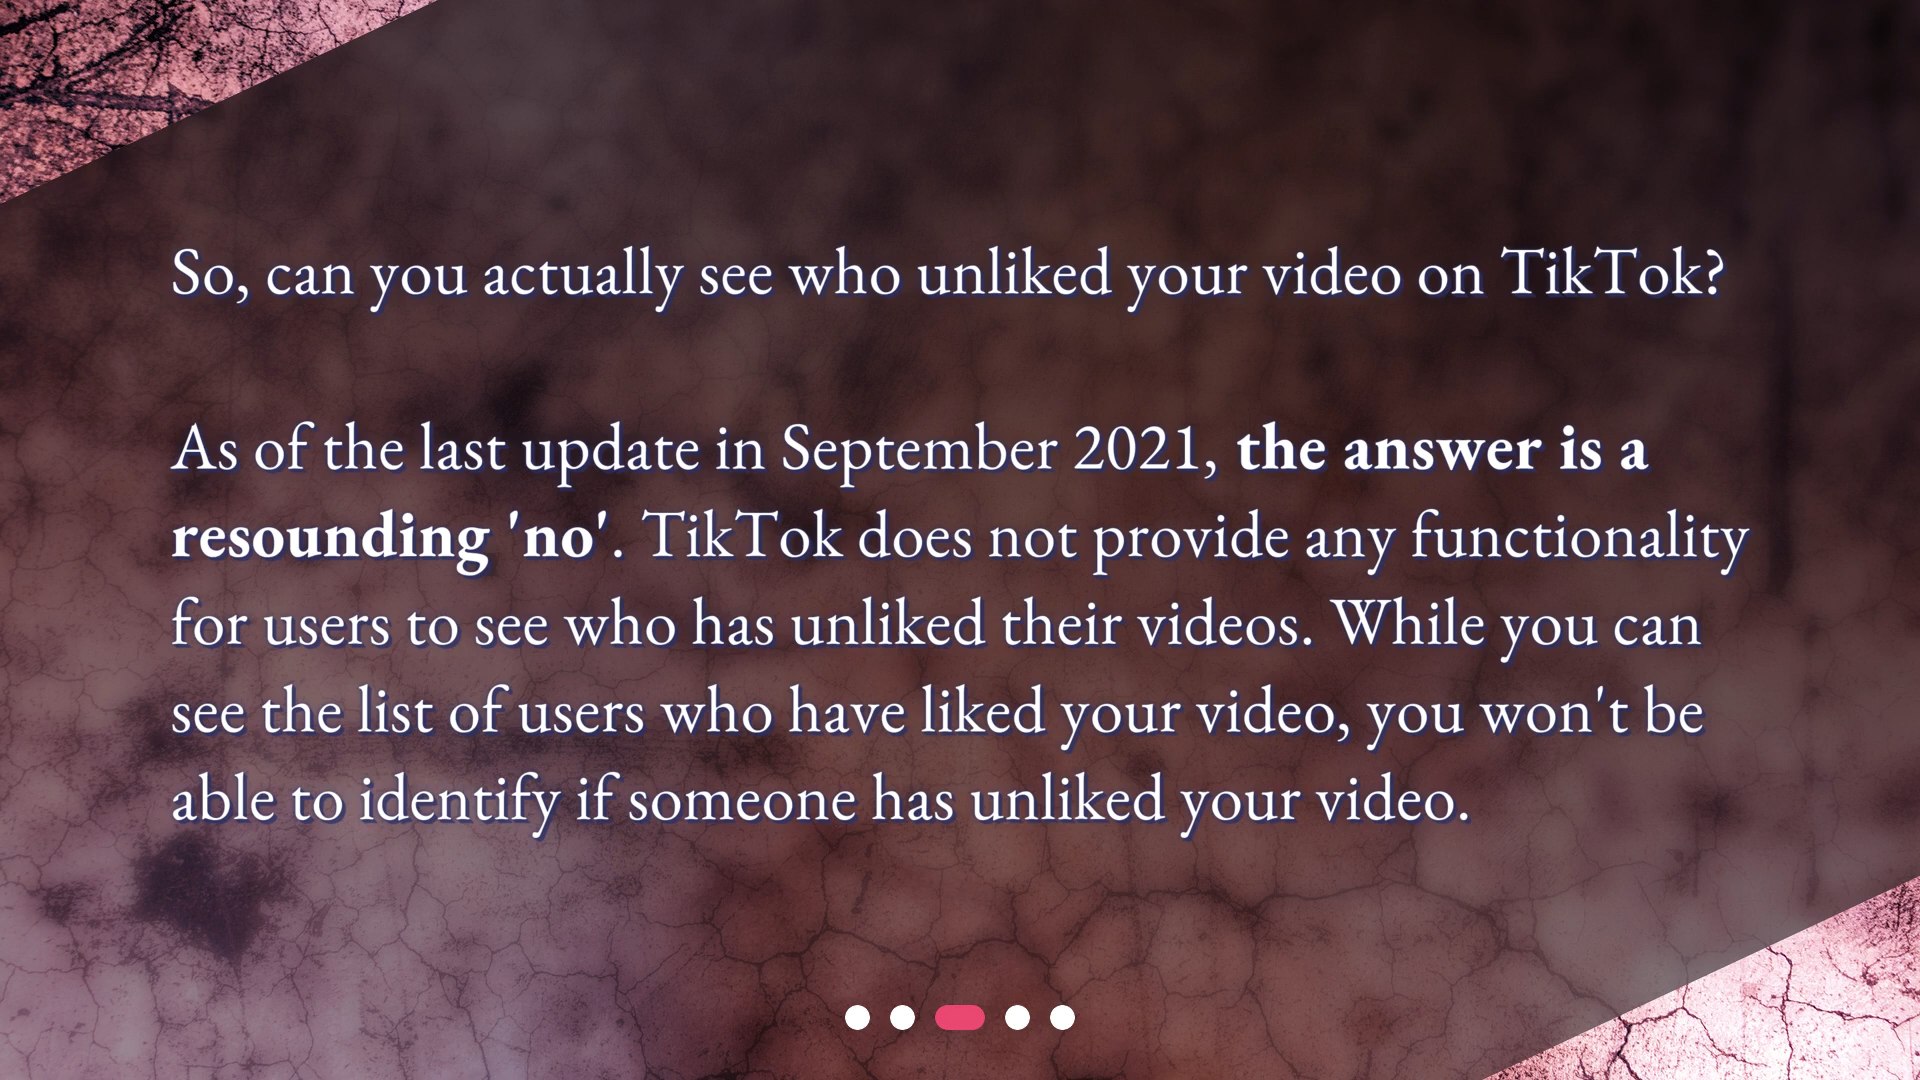 So, can you actually see who unliked your video on TikTok?
As of the last update in September 2021, the answer is a
resounding 'no'. TikTok does not provide any functionality
for users to see who has unliked their videos. While you can
see the list of users who have liked your video, you won't be
able to identify if someone has unliked your video.